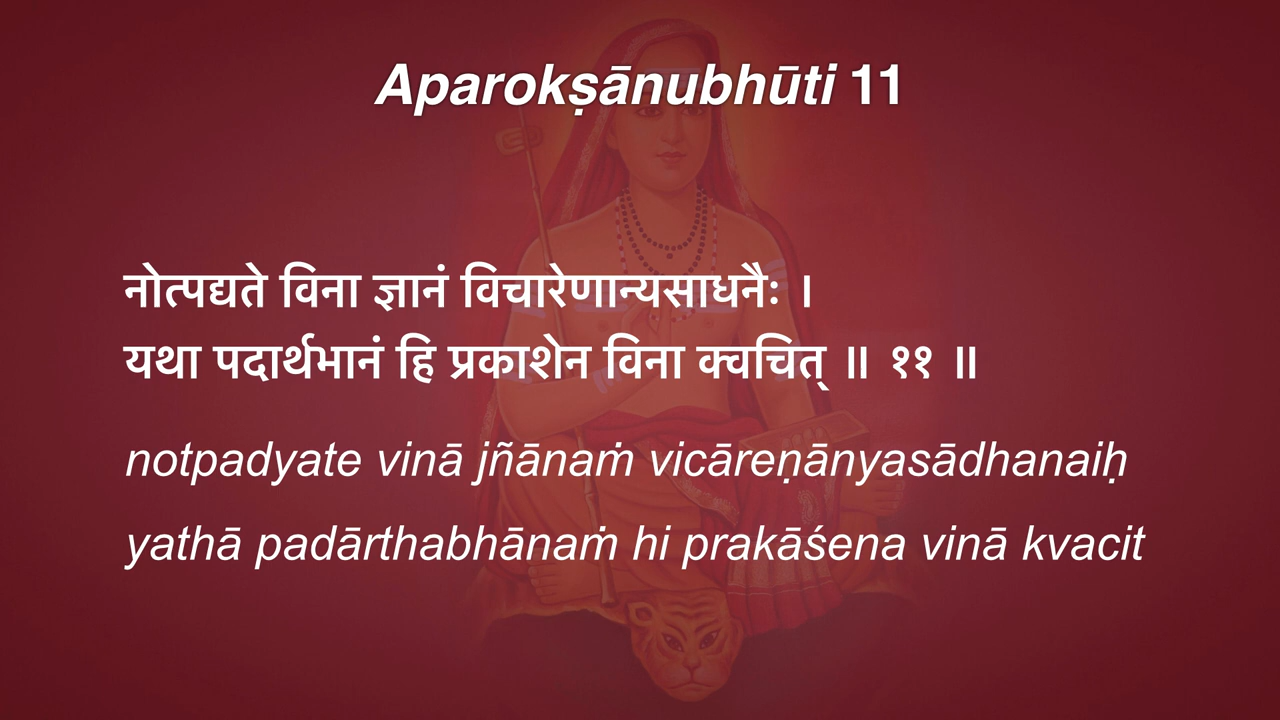 Aparokṣānubhūti 11
नोत्पद्यते विना ज्ञानं विचारेणान्यसाधनैः ।
यथा पदार्थभानं हि प्रकाशेन विना क्वचित् ॥ ११ ॥
notpadyate vinā jñānaṁ vicāreṇānyasādhanaiḥ
yathā padārthabhānaṁ hi prakāśena vinā kvacit